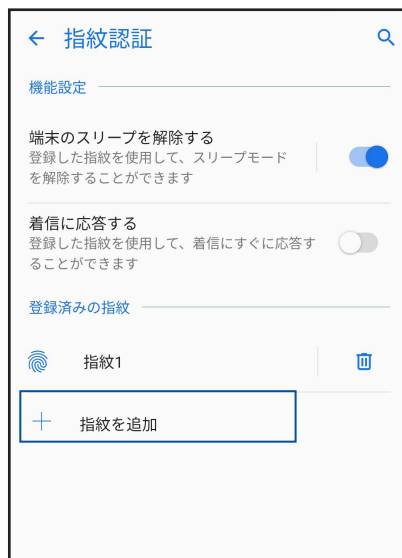 指紋認証
機能設定
端末のスリープを解除する
登録した指紋を使用して、スリープモード
を解除することができます
着信に応答する
登録した指紋を使用して、着信にすぐに応答す
ることができます
登録済みの指紋
指紋1
指紋を追加